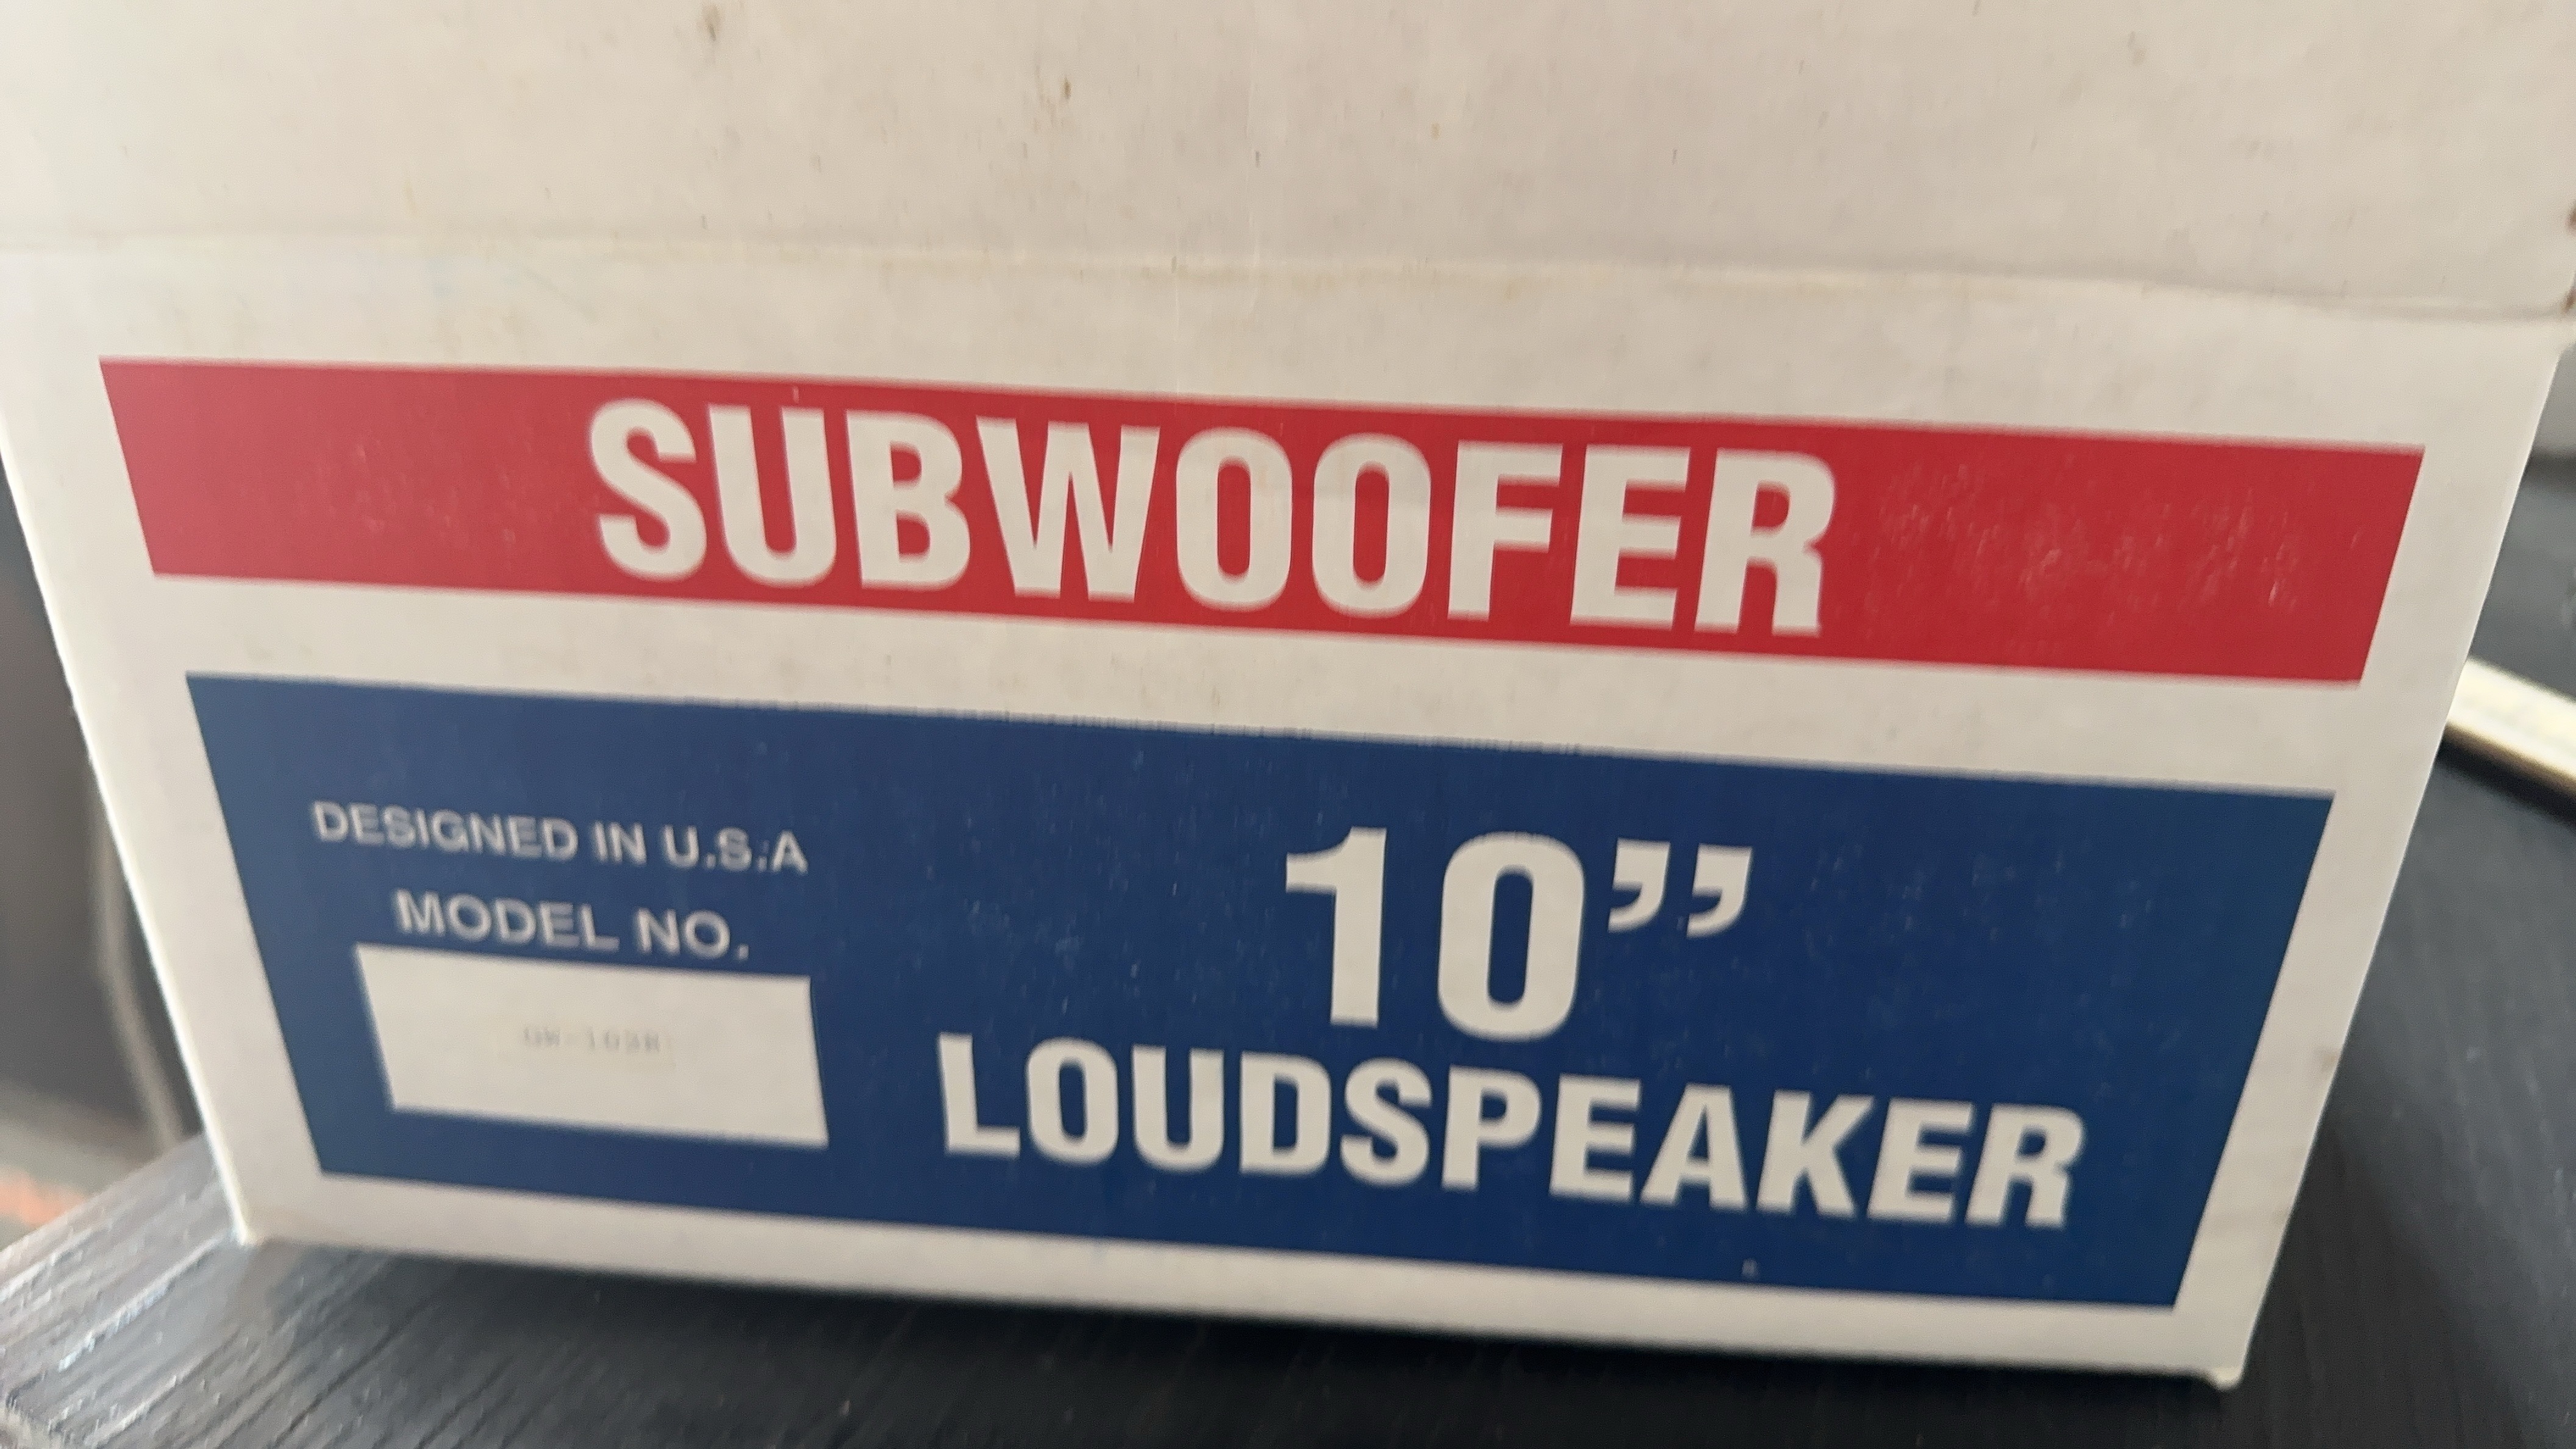 SUBWOOFER
DESIGNED IN U.S.A
MODEL NO.
10”
LOUDSPEAKER